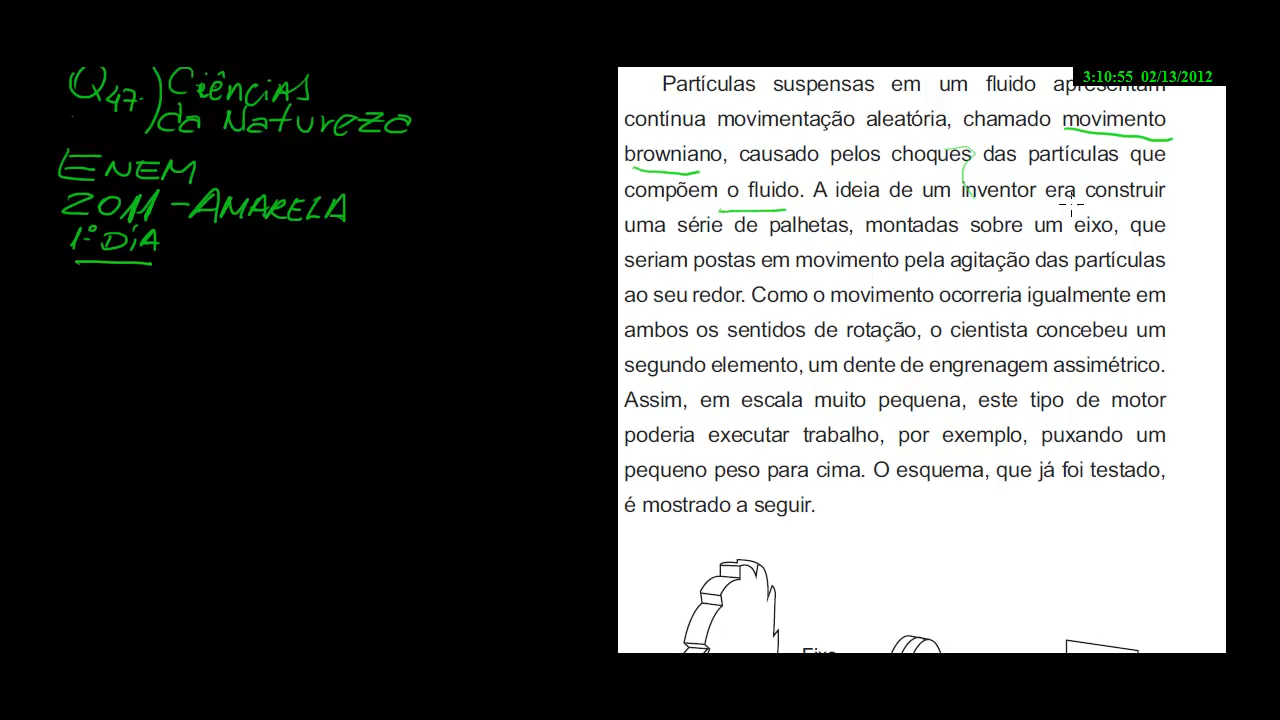 Q47.) Ciências
da Natureza
ENEM
2011 - AMARELA
1º DIA
3:10:55 02/13/2012
Partículas suspensas em um fluido apresentam
contínua movimentação aleatória, chamado movimento
browniano, causado pelos choques das partículas que
compõem o fluido. A ideia de um inventor era construir
uma série de palhetas, montadas sobre um eixo, que
seriam postas em movimento pela agitação das partículas
ao seu redor. Como o movimento ocorreria igualmente em
ambos os sentidos de rotação, o cientista concebeu um
segundo elemento, um dente de engrenagem assimétrico.
Assim, em escala muito pequena, este tipo de motor
poderia executar trabalho, por exemplo, puxando um
pequeno peso para cima. O esquema, que já foi testado,
é mostrado a seguir.
Eixo